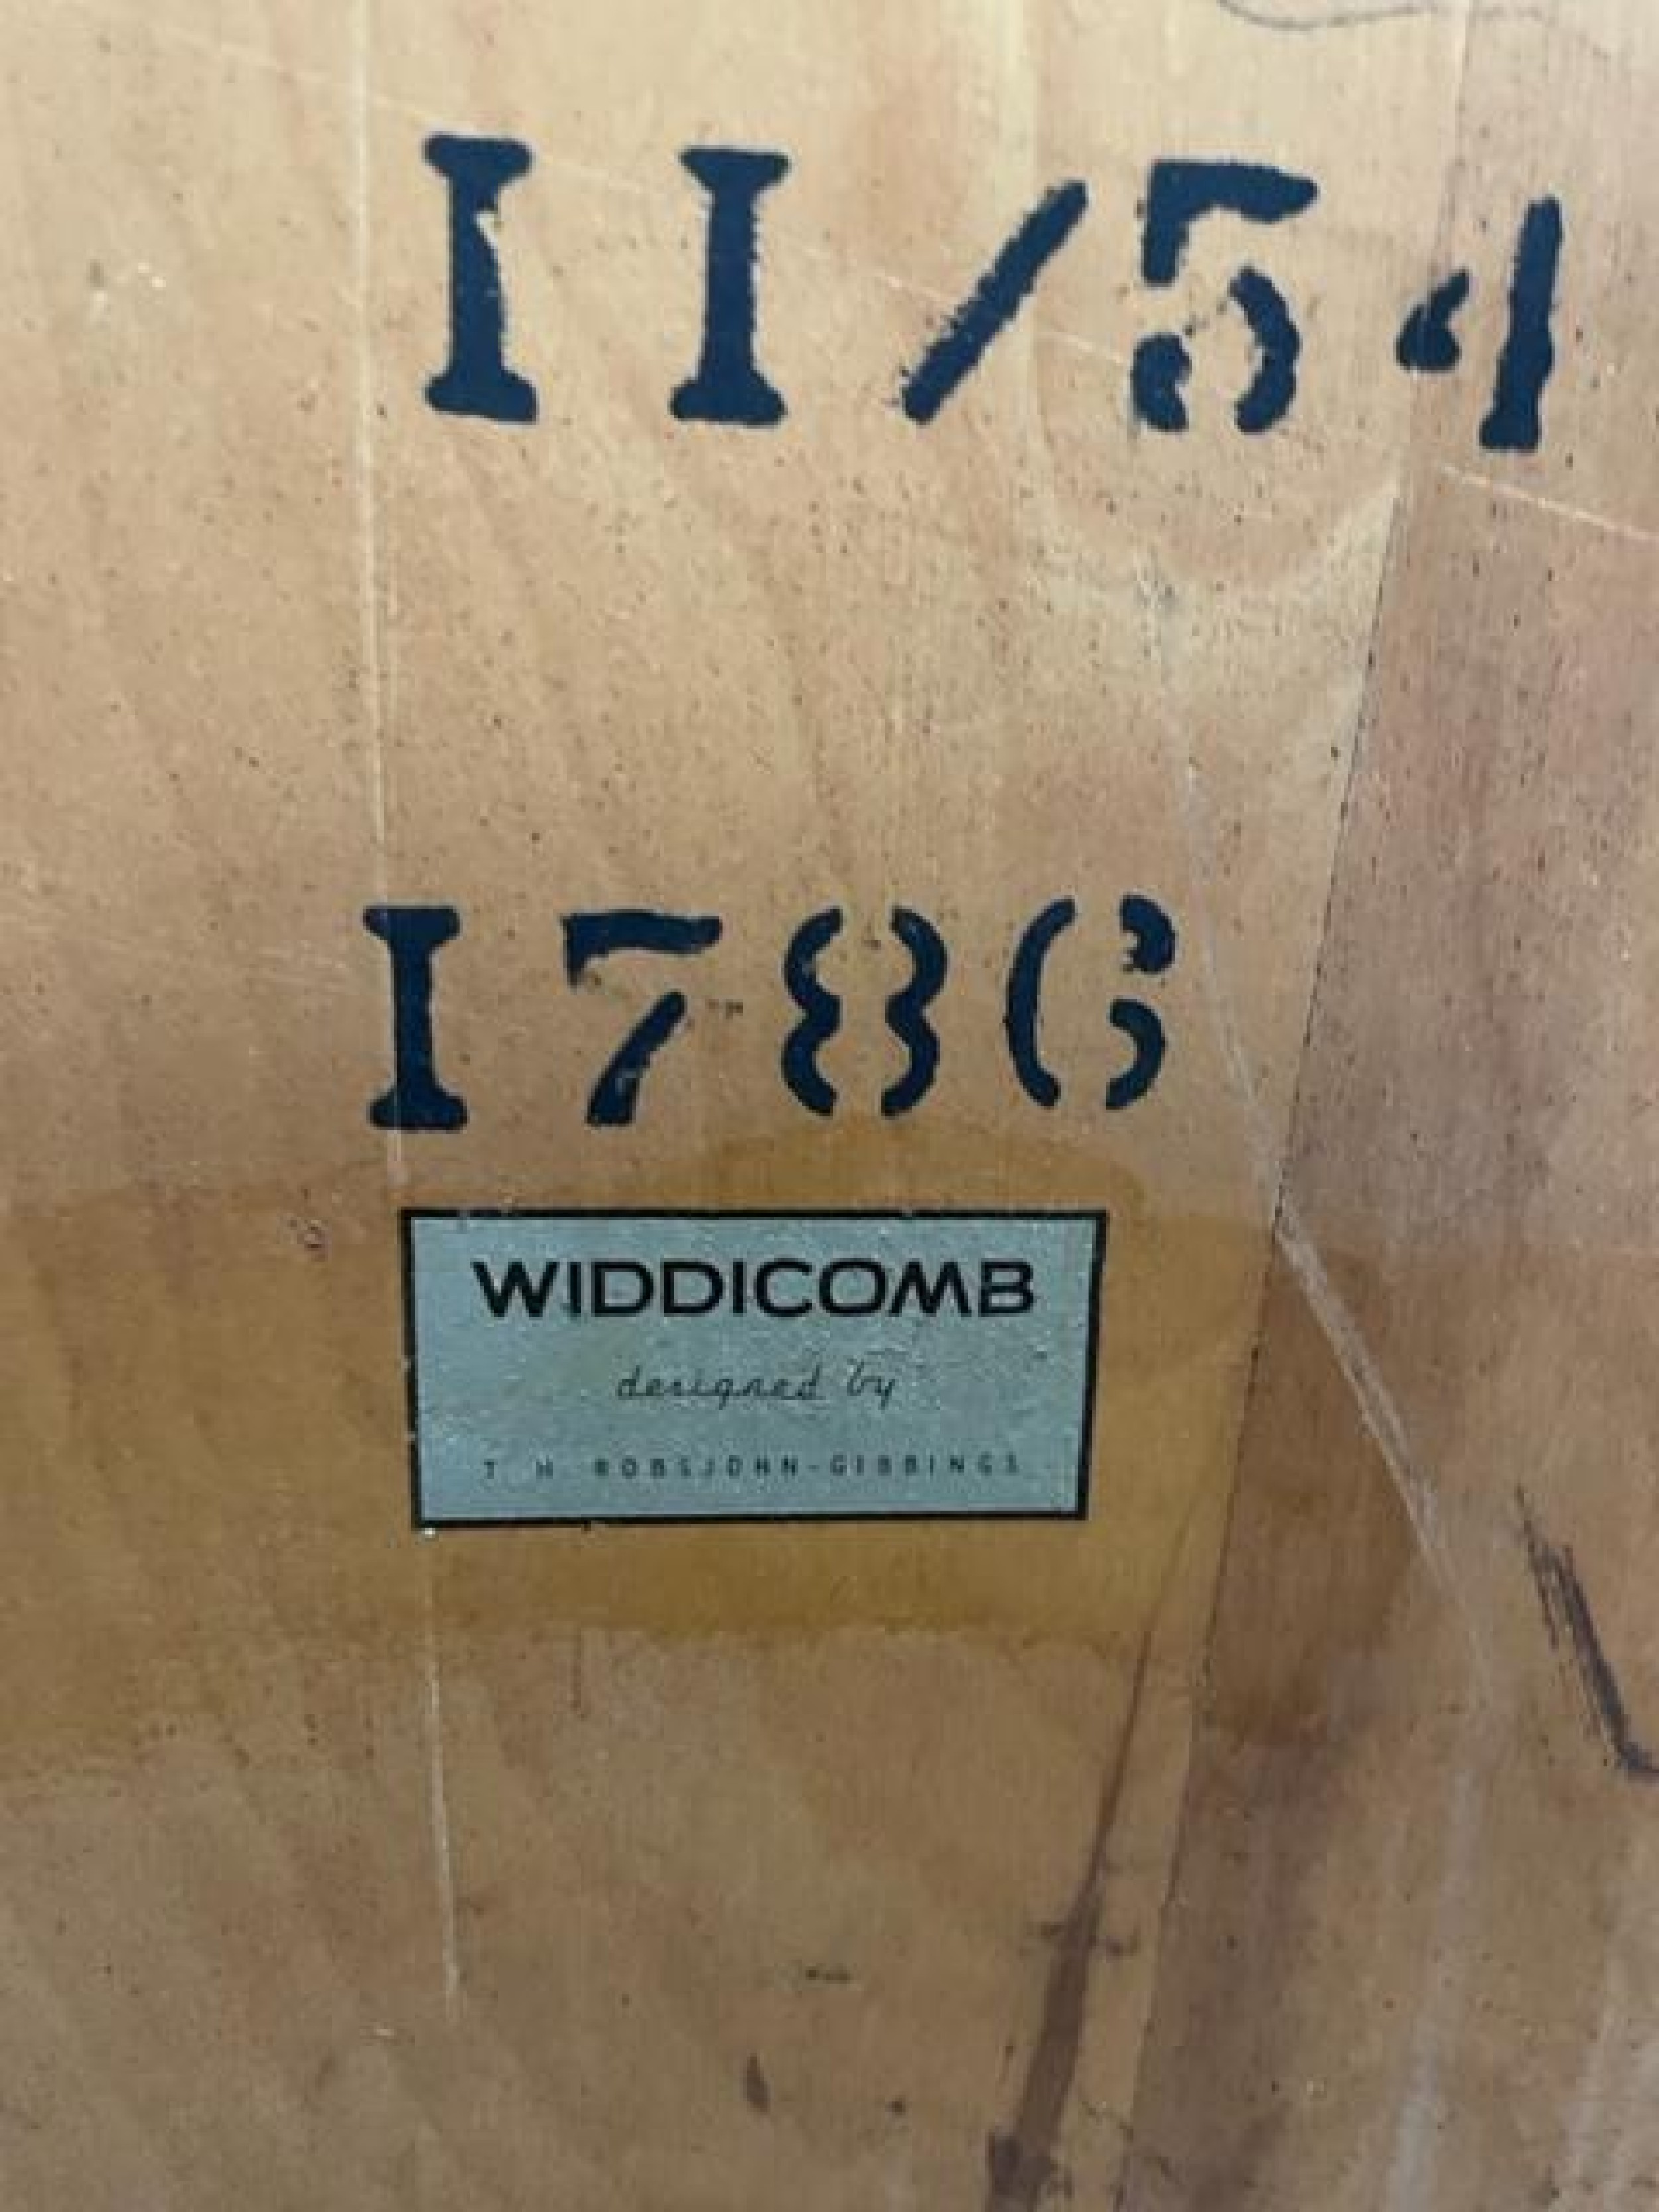 11/54
1786
WIDDICOMB
designed by
T H ROBSJOHN-GIBBINGS